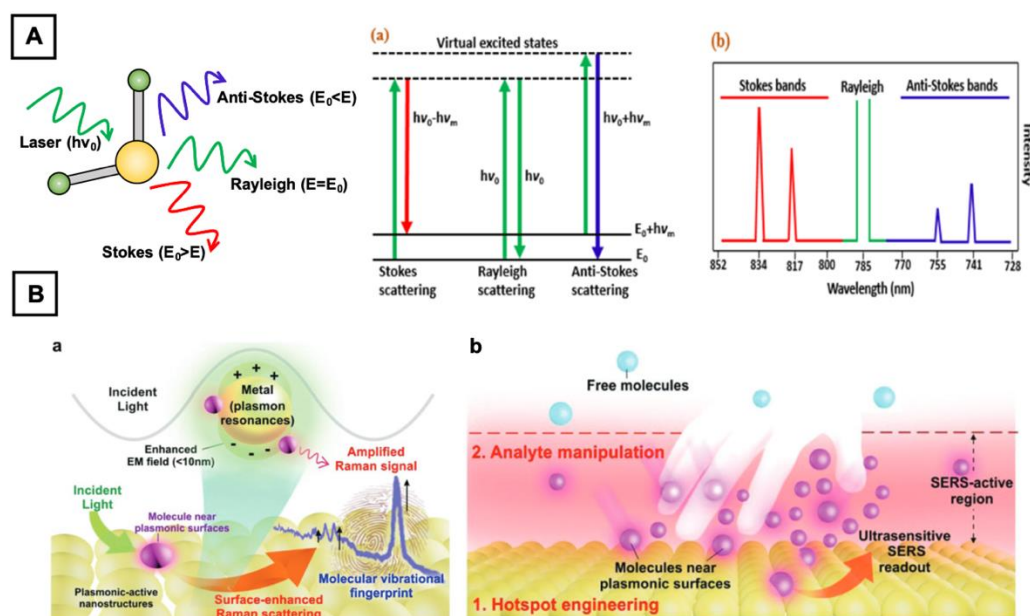 A
Anti-Stokes (E₀<E)
Laser (hν₀)
Rayleigh (E=E₀)
Stokes (E₀>E)
(a)
Virtual excited states
hν₀-hνₘ
hν₀
hν₀
hν₀+hνₘ
E₀+hνₘ
E₀
Stokes
scattering
Rayleigh
scattering
Anti-Stokes
scattering
(b)
Stokes bands
Rayleigh
Anti-Stokes bands
Intensity
852
834
817
800
785
770
755
741
728
Wavelength (nm)
B
a
Incident
Light
+ + +
Metal
(plasmon
resonances)
- - - -
Enhanced
EM field (<10nm)
Amplified
Raman signal
Incident
Light
Molecule near
plasmonic surfaces
Plasmonic-active
nanostructures
Surface-enhanced
Raman scattering
Molecular vibrational
fingerprint
b
Free molecules
2. Analyte manipulation
SERS-active
region
Molecules near
plasmonic surfaces
Ultrasensitive
SERS
readout
1. Hotspot engineering